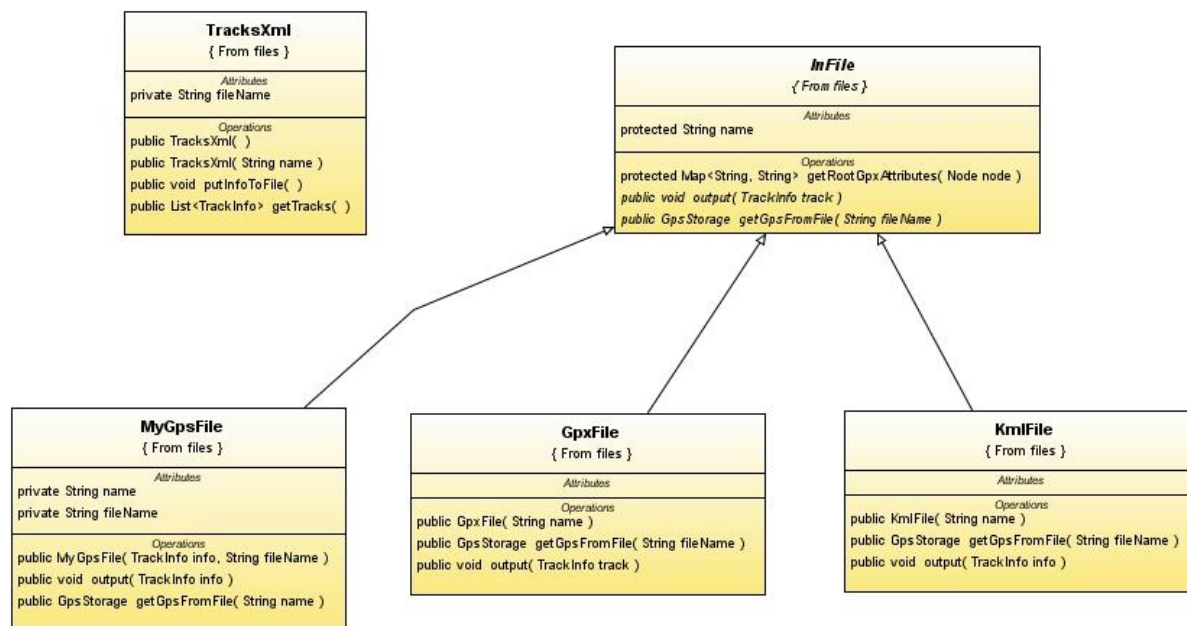 TracksXml
{ From files }
Attributes
private String fileName
Operations
public TracksXml( )
public TracksXml( String name )
public void putInfoToFile( )
public List<TrackInfo> getTracks( )
InFile
{ From files }
Attributes
protected String name
Operations
protected Map<String, String> getRootGpxAttributes( Node node )
public void output( TrackInfo track )
public GpsStorage getGpsFromFile( String fileName )
MyGpsFile
{ From files }
Attributes
private String name
private String fileName
Operations
public MyGpsFile( TrackInfo info, String fileName )
public void output( TrackInfo info )
public GpsStorage getGpsFromFile( String name )
GpxFile
{ From files }
Attributes
Operations
public GpxFile( String name )
public GpsStorage getGpsFromFile( String fileName )
public void output( TrackInfo track )
KmlFile
{ From files }
Attributes
Operations
public KmlFile( String name )
public GpsStorage getGpsFromFile( String fileName )
public void output( TrackInfo info )